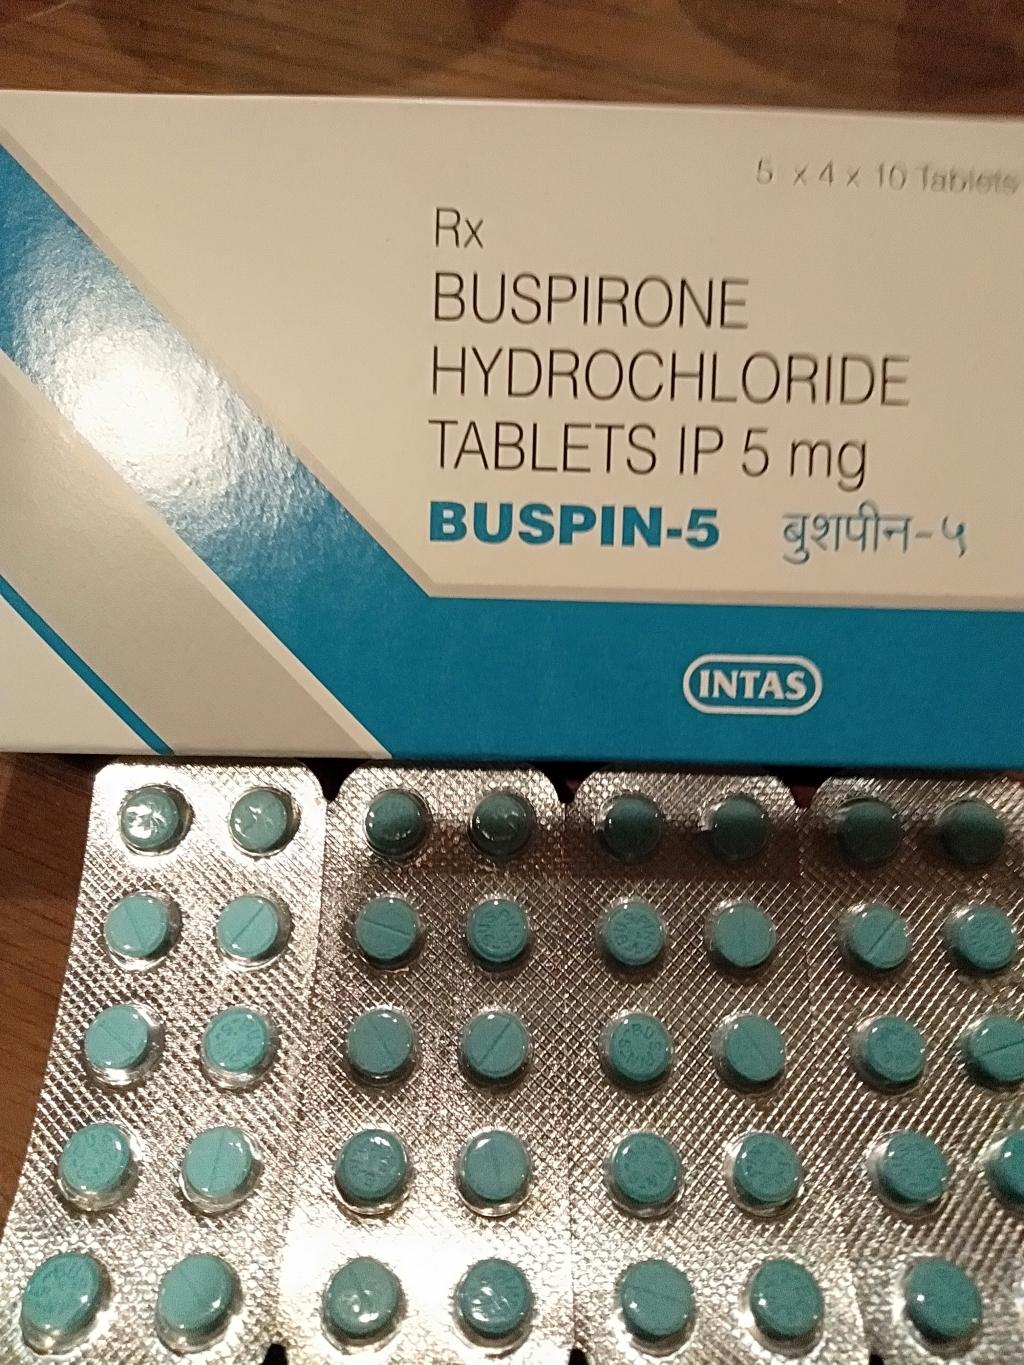 5 x 4 x 10 Tablets
Rx
BUSPIRONE
HYDROCHLORIDE
TABLETS IP 5 mg
BUSPIN-5 बुशपीन-५
INTAS